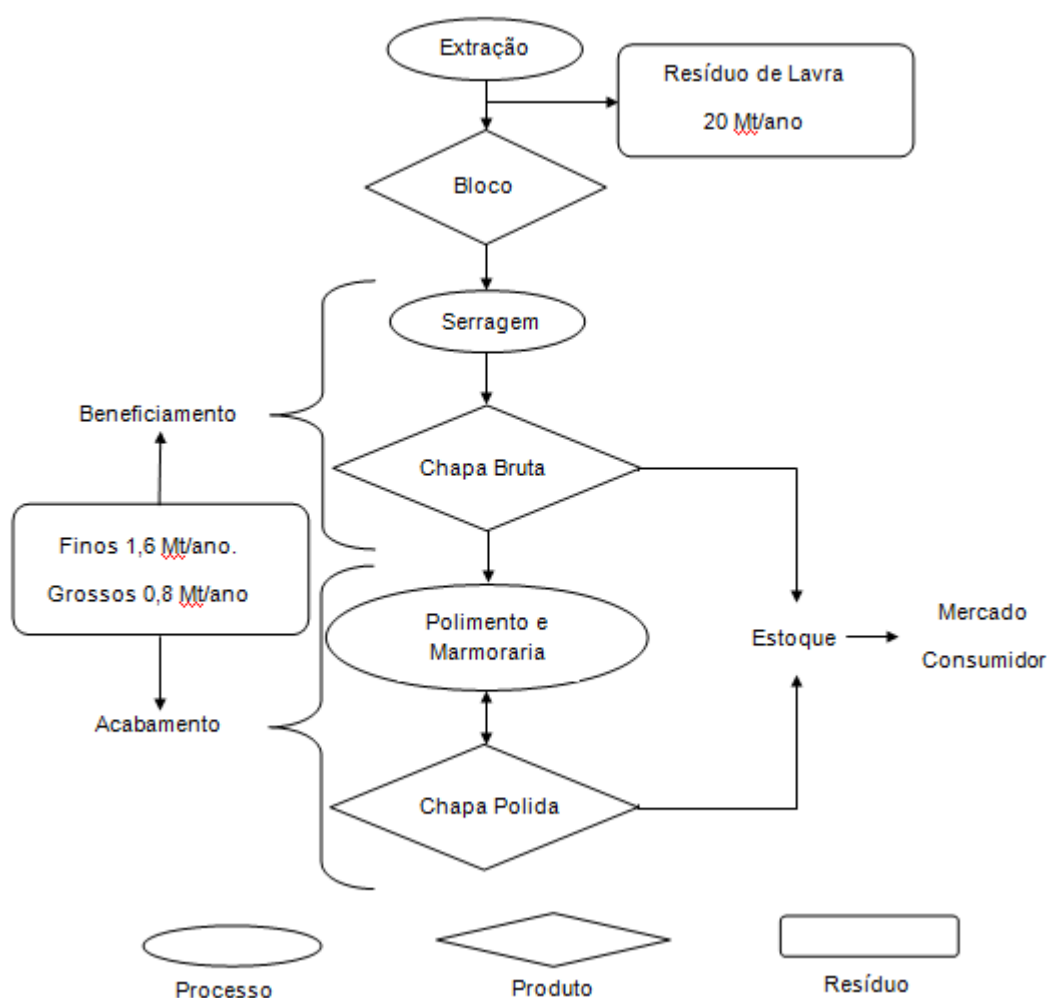 Extração
Resíduo de Lavra
20 Mt/ano
Bloco
Serragem
Beneficiamento
Chapa Bruta
Finos 1,6 Mt/ano.
Grossos 0,8 Mt/ano
Polimento e
Marmoraria
Estoque
Mercado
Consumidor
Acabamento
Chapa Polida
Processo
Produto
Resíduo